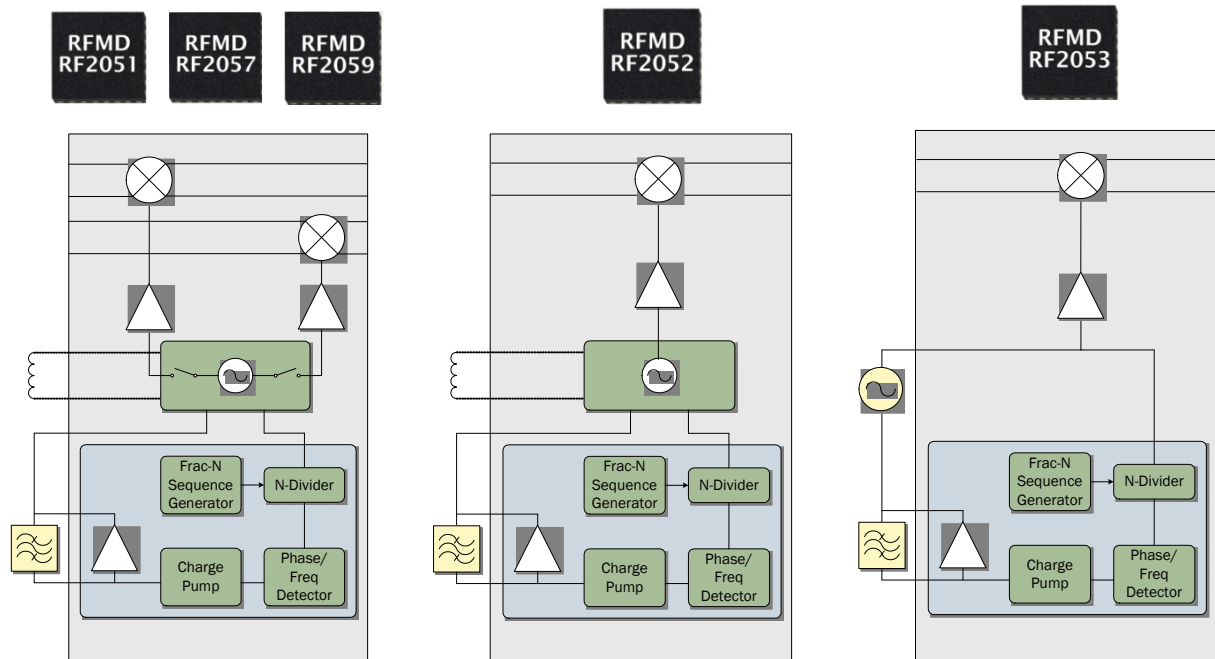 RFMD
RF2051
RFMD
RF2057
RFMD
RF2059
RFMD
RF2052
RFMD
RF2053
Frac-N
Sequence
Generator
N-Divider
Charge
Pump
Phase/
Freq
Detector
Frac-N
Sequence
Generator
N-Divider
Charge
Pump
Phase/
Freq
Detector
Frac-N
Sequence
Generator
N-Divider
Charge
Pump
Phase/
Freq
Detector